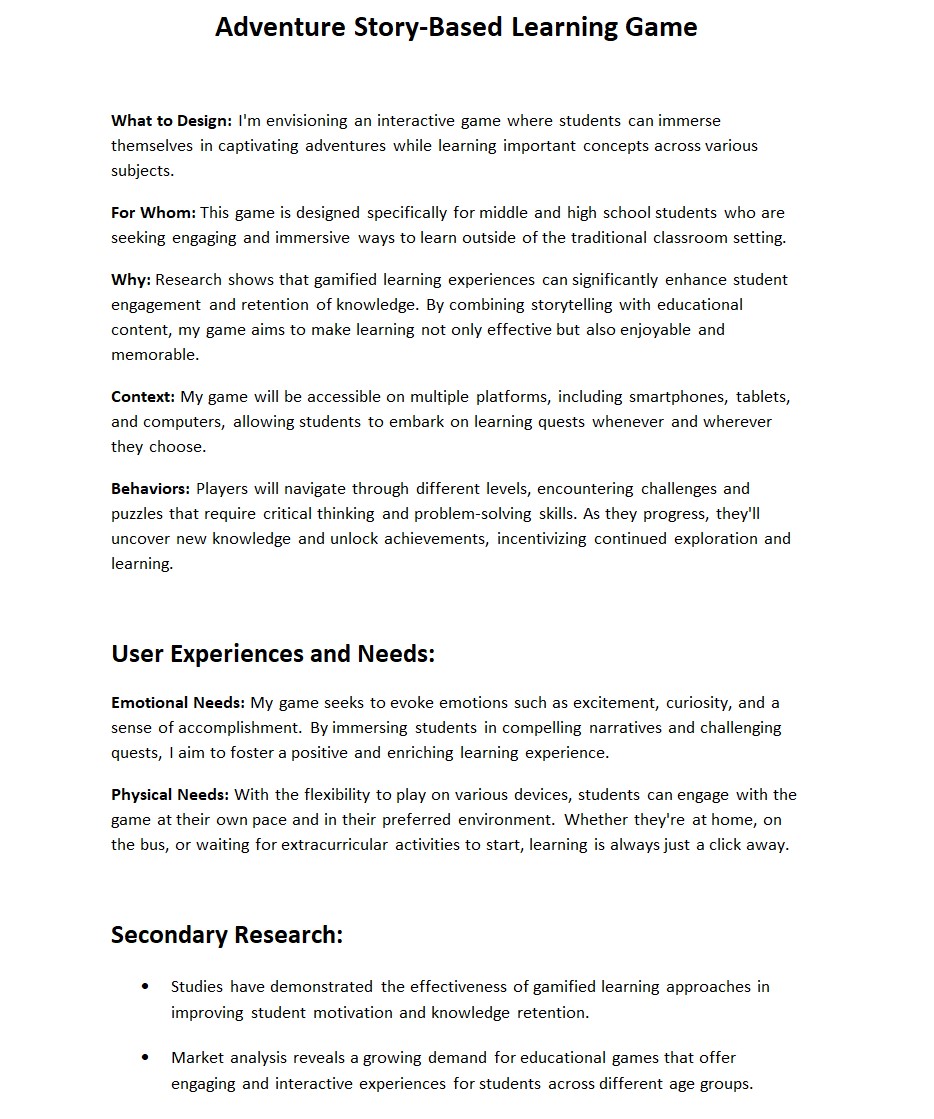 Adventure Story-Based Learning Game
What to Design: I'm envisioning an interactive game where students can immerse
themselves in captivating adventures while learning important concepts across various
subjects.
For Whom: This game is designed specifically for middle and high school students who are
seeking engaging and immersive ways to learn outside of the traditional classroom setting.
Why: Research shows that gamified learning experiences can significantly enhance student
engagement and retention of knowledge. By combining storytelling with educational
content, my game aims to make learning not only effective but also enjoyable and
memorable.
Context: My game will be accessible on multiple platforms, including smartphones, tablets,
and computers, allowing students to embark on learning quests whenever and wherever
they choose.
Behaviors: Players will navigate through different levels, encountering challenges and
puzzles that require critical thinking and problem-solving skills. As they progress, they'll
uncover new knowledge and unlock achievements, incentivizing continued exploration and
learning.
User Experiences and Needs:
Emotional Needs: My game seeks to evoke emotions such as excitement, curiosity, and a
sense of accomplishment. By immersing students in compelling narratives and challenging
quests, I aim to foster a positive and enriching learning experience.
Physical Needs: With the flexibility to play on various devices, students can engage with the
game at their own pace and in their preferred environment. Whether they're at home, on
the bus, or waiting for extracurricular activities to start, learning is always just a click away.
Secondary Research:
• Studies have demonstrated the effectiveness of gamified learning approaches in
improving student motivation and knowledge retention.
• Market analysis reveals a growing demand for educational games that offer
engaging and interactive experiences for students across different age groups.